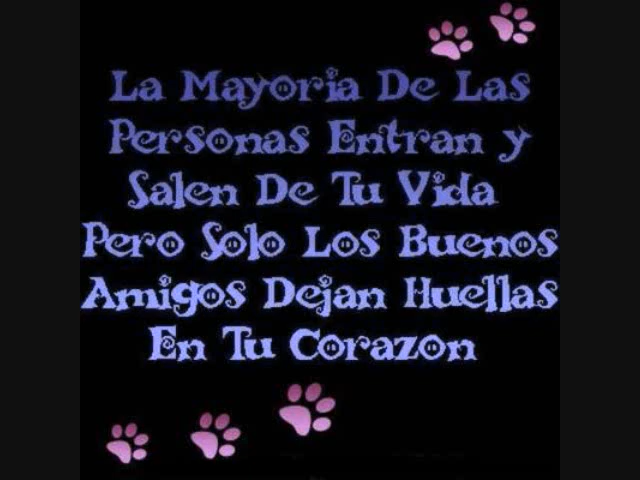 La Mayoria De Las
Personas Entran y
Salen De Tu Vida
Pero Solo Los Buenos
Amigos Dejan Huellas
En Tu Corazon